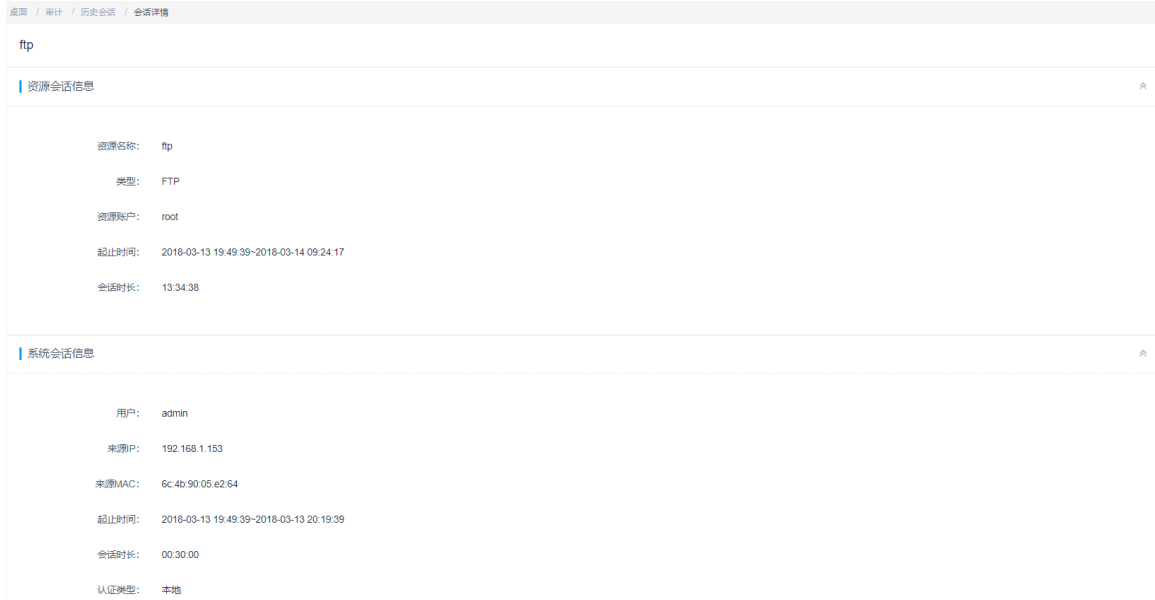 桌面 / 审计 / 历史会话 / 会话详情
ftp
资源会话信息
资源名称: ftp
类型: FTP
资源账户: root
起止时间: 2018-03-13 19:49:39~2018-03-14 09:24:17
会话时长: 13:34:38
系统会话信息
用户: admin
来源IP: 192.168.1.153
来源MAC: 6c:4b:90:05:e2:64
起止时间: 2018-03-13 19:49:39~2018-03-13 20:19:39
会话时长: 00:30:00
认证类型: 本地